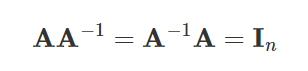 AA⁻¹ = A⁻¹A = Iₙ